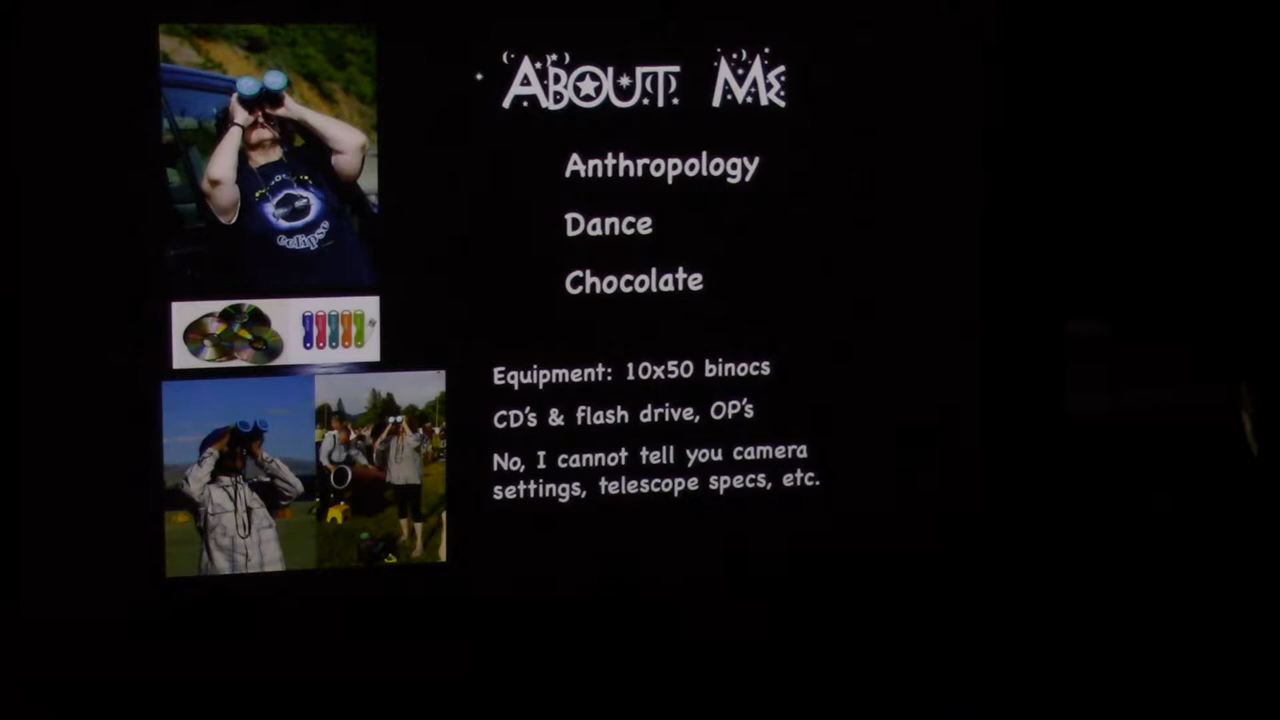 About Me
Anthropology
Dance
Chocolate
Equipment: 10x50 binocs
CD's & flash drive, OP's
No, I cannot tell you camera
settings, telescope specs, etc.
eclipse